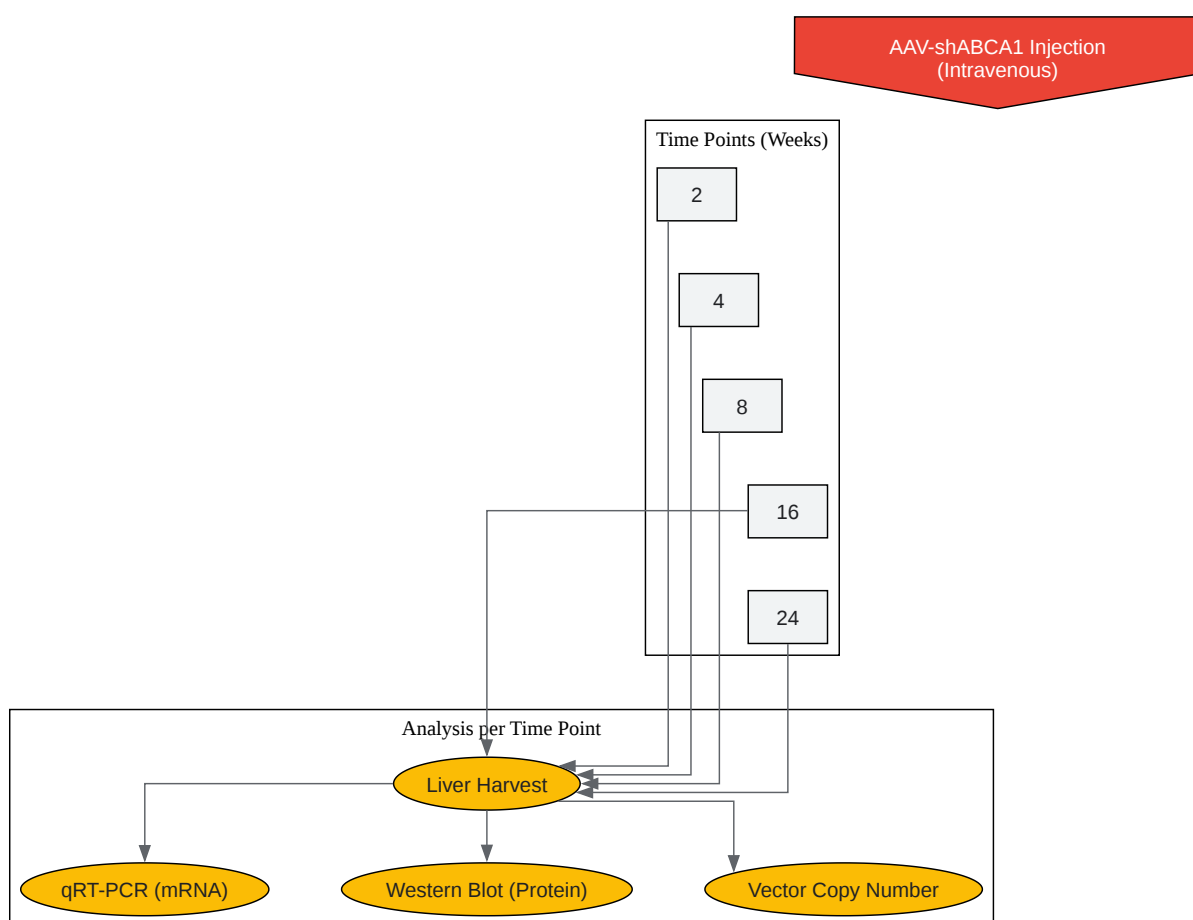 AAV-shABCA1 Injection
(Intravenous)
Time Points (Weeks)
2
4
8
16
24
Analysis per Time Point
Liver Harvest
qRT-PCR (mRNA)
Western Blot (Protein)
Vector Copy Number